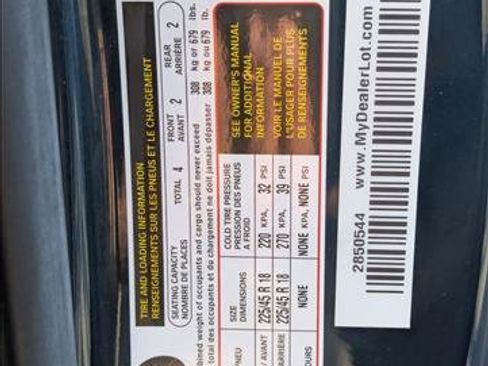 TIRE AND LOADING INFORMATION
RENSEIGNEMENTS SUR LES PNEUS ET LE CHARGEMENT
SEATING CAPACITY
NOMBRE DE PLACES
TOTAL 4
FRONT
AVANT 2
REAR
ARRIÈRE 2
bined weight of occupants and cargo should never exceed 308 kg or 679 lbs.
total des occupants et du chargement ne doit jamais dépasser 308 kg ou 679 lb.
SIZE
DIMENSIONS
COLD TIRE PRESSURE
PRESSION DES PNEUS
A FROID
PNEU
/ AVANT 225/45 R 18 220 KPA, 32 PSI
ARRIÈRE 225/45 R 18 270 KPA, 39 PSI
OURS NONE NONE KPA, NONE PSI
SEE OWNER'S MANUAL
FOR ADDITIONAL
INFORMATION
VOIR LE MANUEL DE
L'USAGER POUR PLUS
DE RENSEIGNEMENTS
2850544 www.MyDealerLot.com